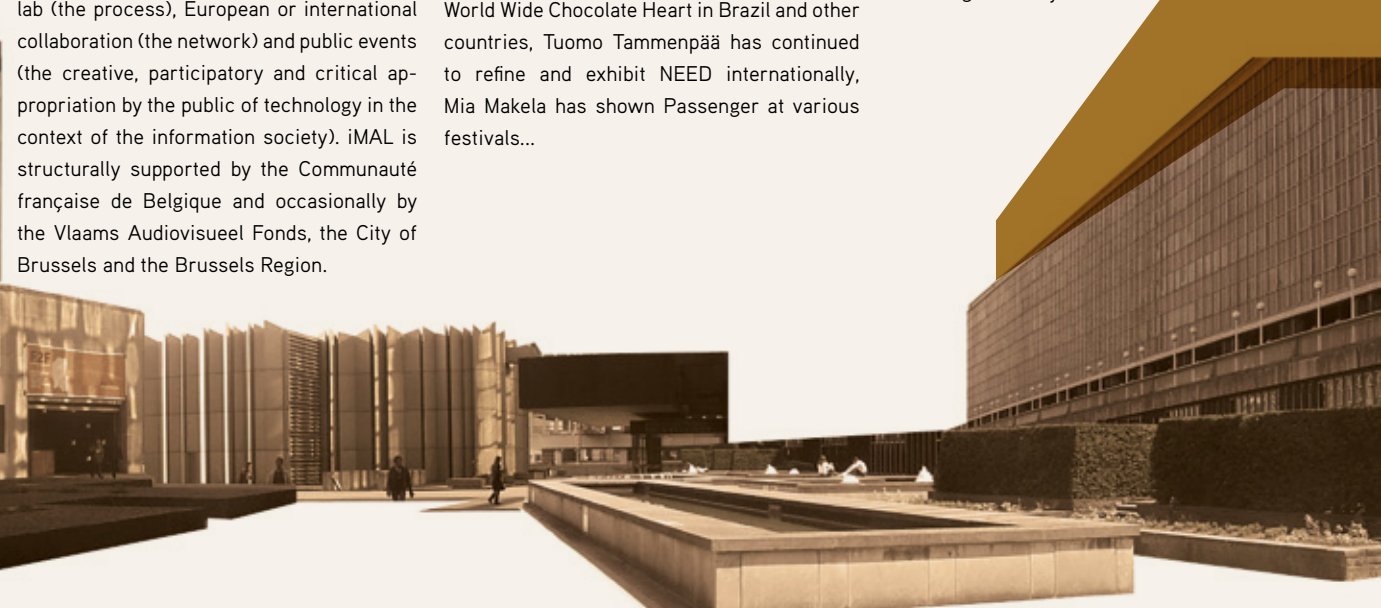 lab (the process), European or international
collaboration (the network) and public events
(the creative, participatory and critical ap-
propriation by the public of technology in the
context of the information society). iMAL is
structurally supported by the Communauté
française de Belgique and occasionally by
the Vlaams Audiovisueel Fonds, the City of
Brussels and the Brussels Region.
World Wide Chocolate Heart in Brazil and other
countries, Tuomo Tammenpää has continued
to refine and exhibit NEED internationally,
Mia Makela has shown Passenger at various
festivals...
F2F